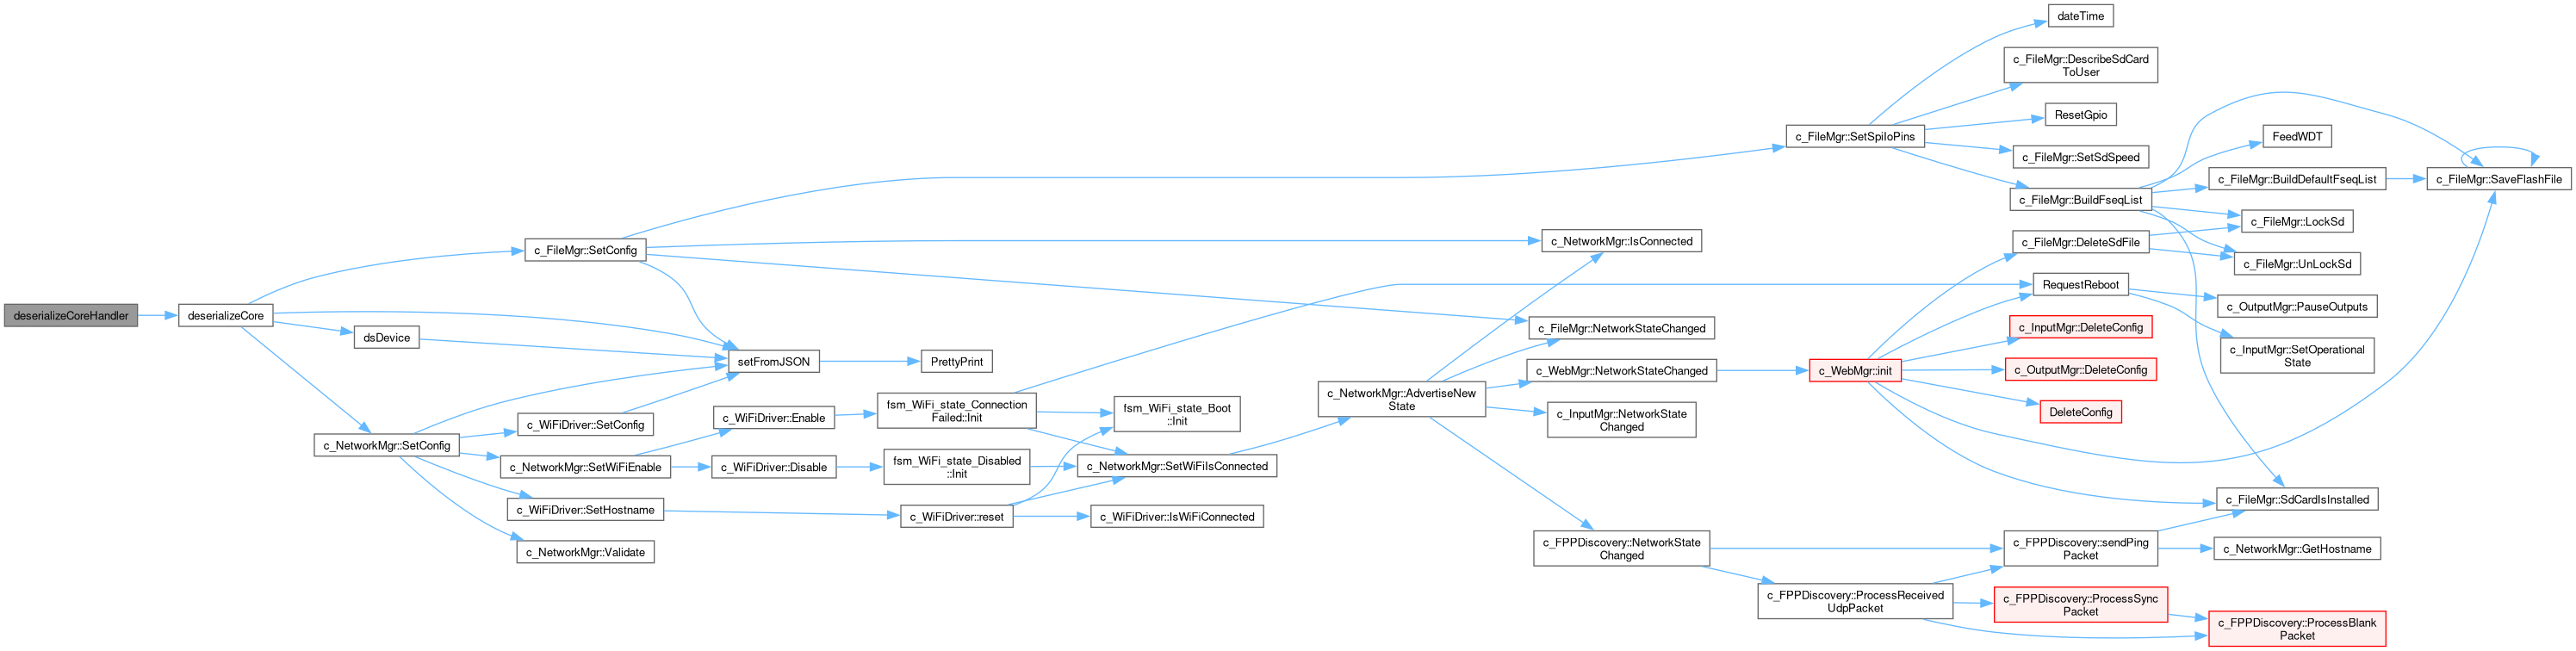 deserializeCoreHandler
deserializeCore
c_FileMgr::SetConfig
dsDevice
c_NetworkMgr::SetConfig
setFromJSON
PrettyPrint
c_WiFiDriver::SetConfig
c_NetworkMgr::SetWiFiEnable
c_WiFiDriver::SetHostname
c_NetworkMgr::Validate
c_WiFiDriver::Enable
c_WiFiDriver::Disable
fsm_WiFi_state_Connection
Failed::Init
fsm_WiFi_state_Disabled
::Init
c_WiFiDriver::reset
fsm_WiFi_state_Boot
::Init
c_NetworkMgr::SetWiFiIsConnected
c_WiFiDriver::IsWiFiConnected
c_NetworkMgr::AdvertiseNew
State
c_NetworkMgr::IsConnected
c_FileMgr::NetworkStateChanged
c_WebMgr::NetworkStateChanged
c_InputMgr::NetworkState
Changed
c_FPPDiscovery::NetworkState
Changed
c_FileMgr::SetSpiIoPins
c_WebMgr::init
c_FPPDiscovery::ProcessReceived
UdpPacket
dateTime
c_FileMgr::DescribeSdCard
ToUser
ResetGpio
c_FileMgr::SetSdSpeed
c_FileMgr::BuildFseqList
c_FileMgr::DeleteSdFile
RequestReboot
c_InputMgr::DeleteConfig
c_OutputMgr::DeleteConfig
DeleteConfig
c_FPPDiscovery::sendPing
Packet
c_FPPDiscovery::ProcessSync
Packet
FeedWDT
c_FileMgr::BuildDefaultFseqList
c_FileMgr::LockSd
c_FileMgr::UnLockSd
c_OutputMgr::PauseOutputs
c_InputMgr::SetOperational
State
c_FileMgr::SdCardIsInstalled
c_NetworkMgr::GetHostname
c_FPPDiscovery::ProcessBlank
Packet
c_FileMgr::SaveFlashFile